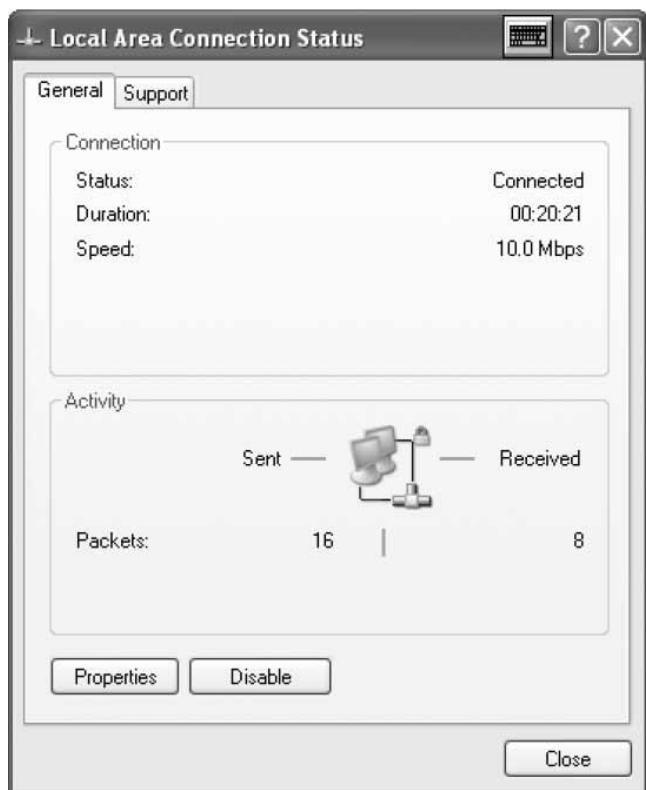 Local Area Connection Status
General Support
Connection
Status: Connected
Duration: 00:20:21
Speed: 10.0 Mbps
Activity
Sent Received
Packets: 16 8
Properties Disable
Close